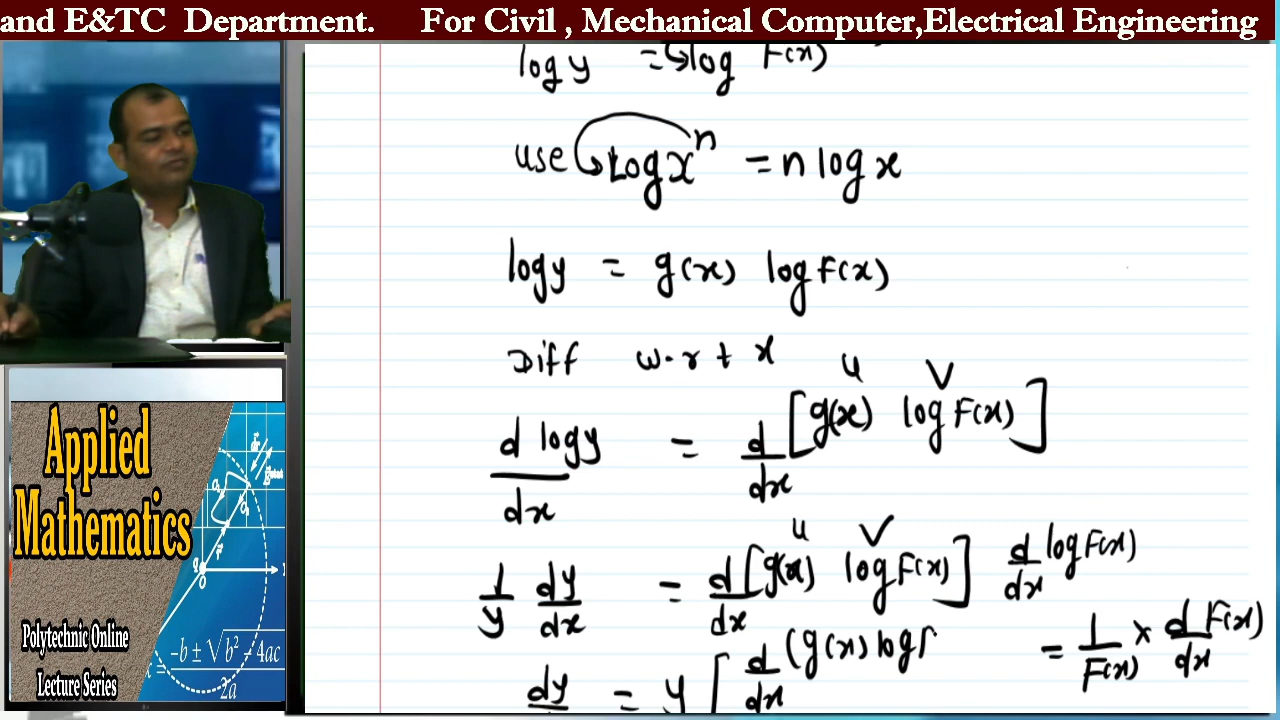 and E&TC Department. For Civil , Mechanical Computer,Electrical Engineering
log y = log F(x)
use Log x^n = n log x
logy = g(x) log F(x)
Diff w.r t x
u v
d logy / dx = d/dx [g(x) log F(x)]
u v
1/y dy/dx = d/dx [g(x) log F(x)] d/dx log F(x)
= 1/F(x) × d F(x)/dx
dy = y [ d/dx (g(x) log
Applied
Mathematics
Polytechnic Online
Lecture Series
-b ± √b² - 4ac
2a